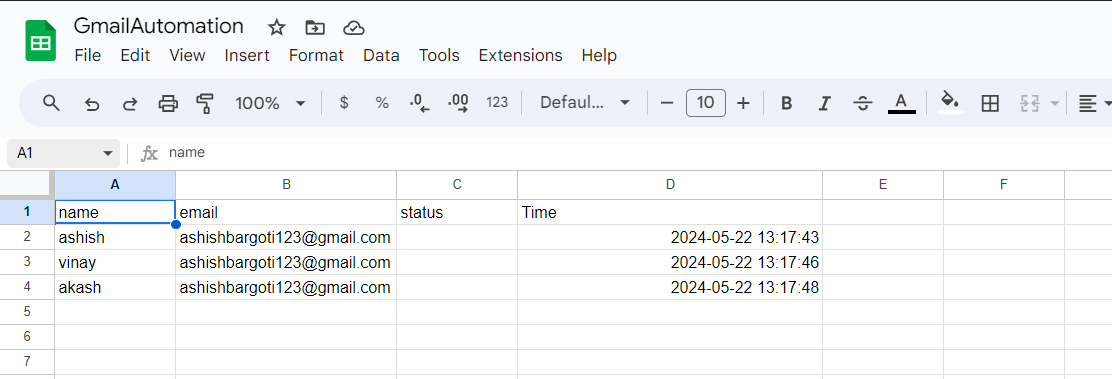 GmailAutomation
File Edit View Insert Format Data Tools Extensions Help
100% $ % .0 .00 123 Defaul... 10 B I S A
A1 fx name
A B C D E F
1 name email status Time
2 ashish ashishbargoti123@gmail.com 2024-05-22 13:17:43
3 vinay ashishbargoti123@gmail.com 2024-05-22 13:17:46
4 akash ashishbargoti123@gmail.com 2024-05-22 13:17:48
5
6
7